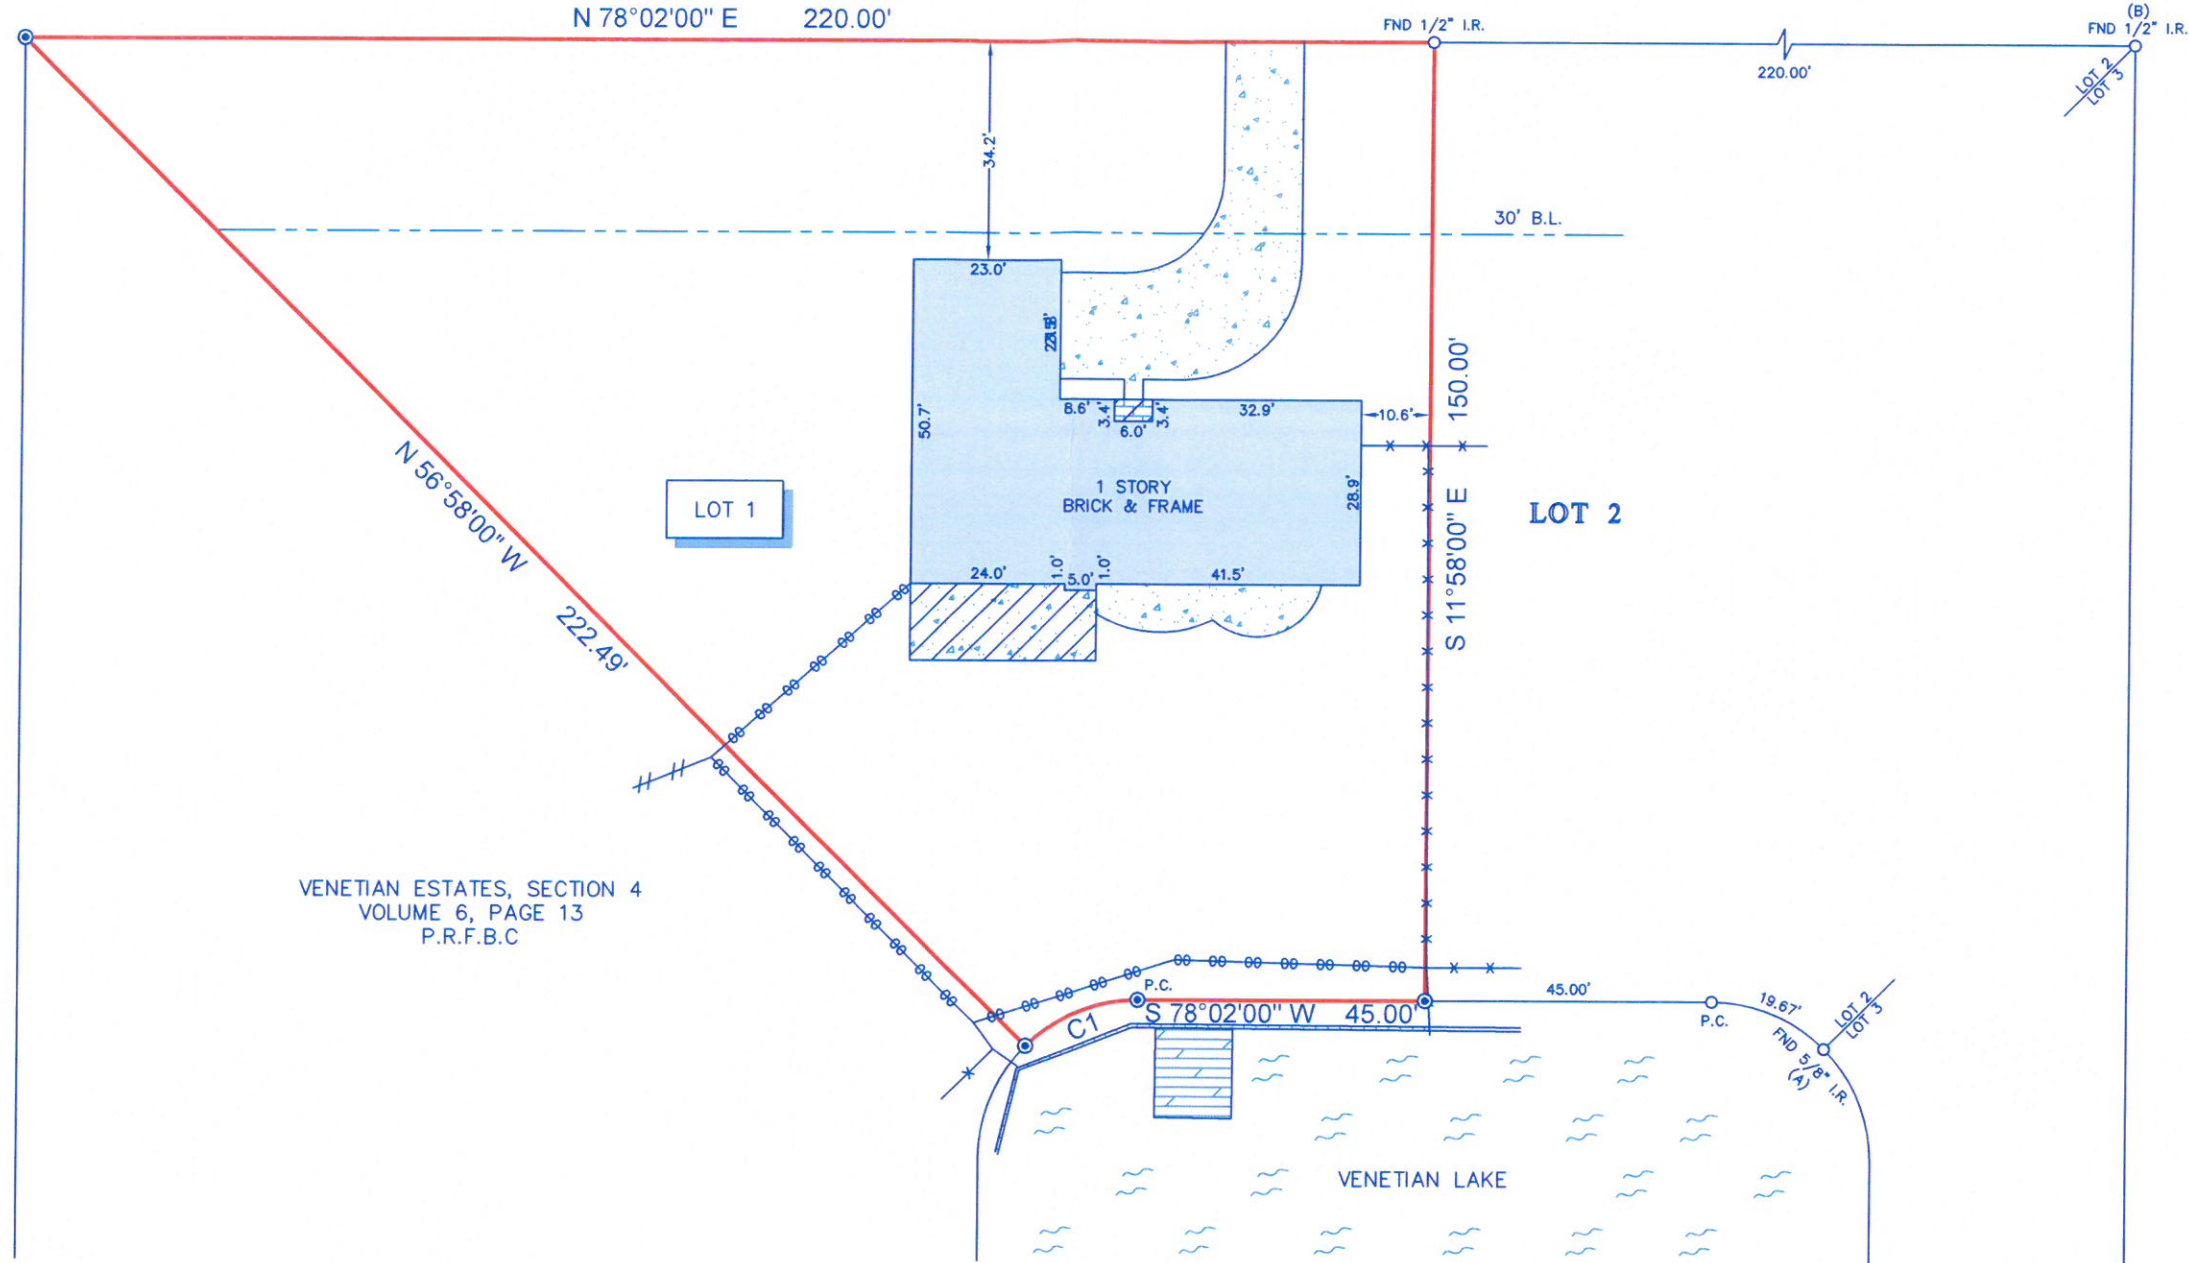 N 78°02'00" E 220.00'
FND 1/2" I.R.
(B)
FND 1/2" I.R.
220.00'
LOT 2
LOT 3
34.2'
30' B.L.
23.0'
50.7'
8.6'
3.4'
6.0'
3.4'
32.9'
10.6'
S 11°58'00" E 150.00'
1 STORY
BRICK & FRAME
28.9'
LOT 1
LOT 2
N 56°58'00" W 222.49'
24.0'
1.0'
5.0'
1.0'
41.5'
VENETIAN ESTATES, SECTION 4
VOLUME 6, PAGE 13
P.R.F.B.C
P.C.
C1
S 78°02'00" W 45.00'
45.00'
P.C.
19.67'
LOT 2
LOT 3
FND 5/8" I.R.
(A)
VENETIAN LAKE